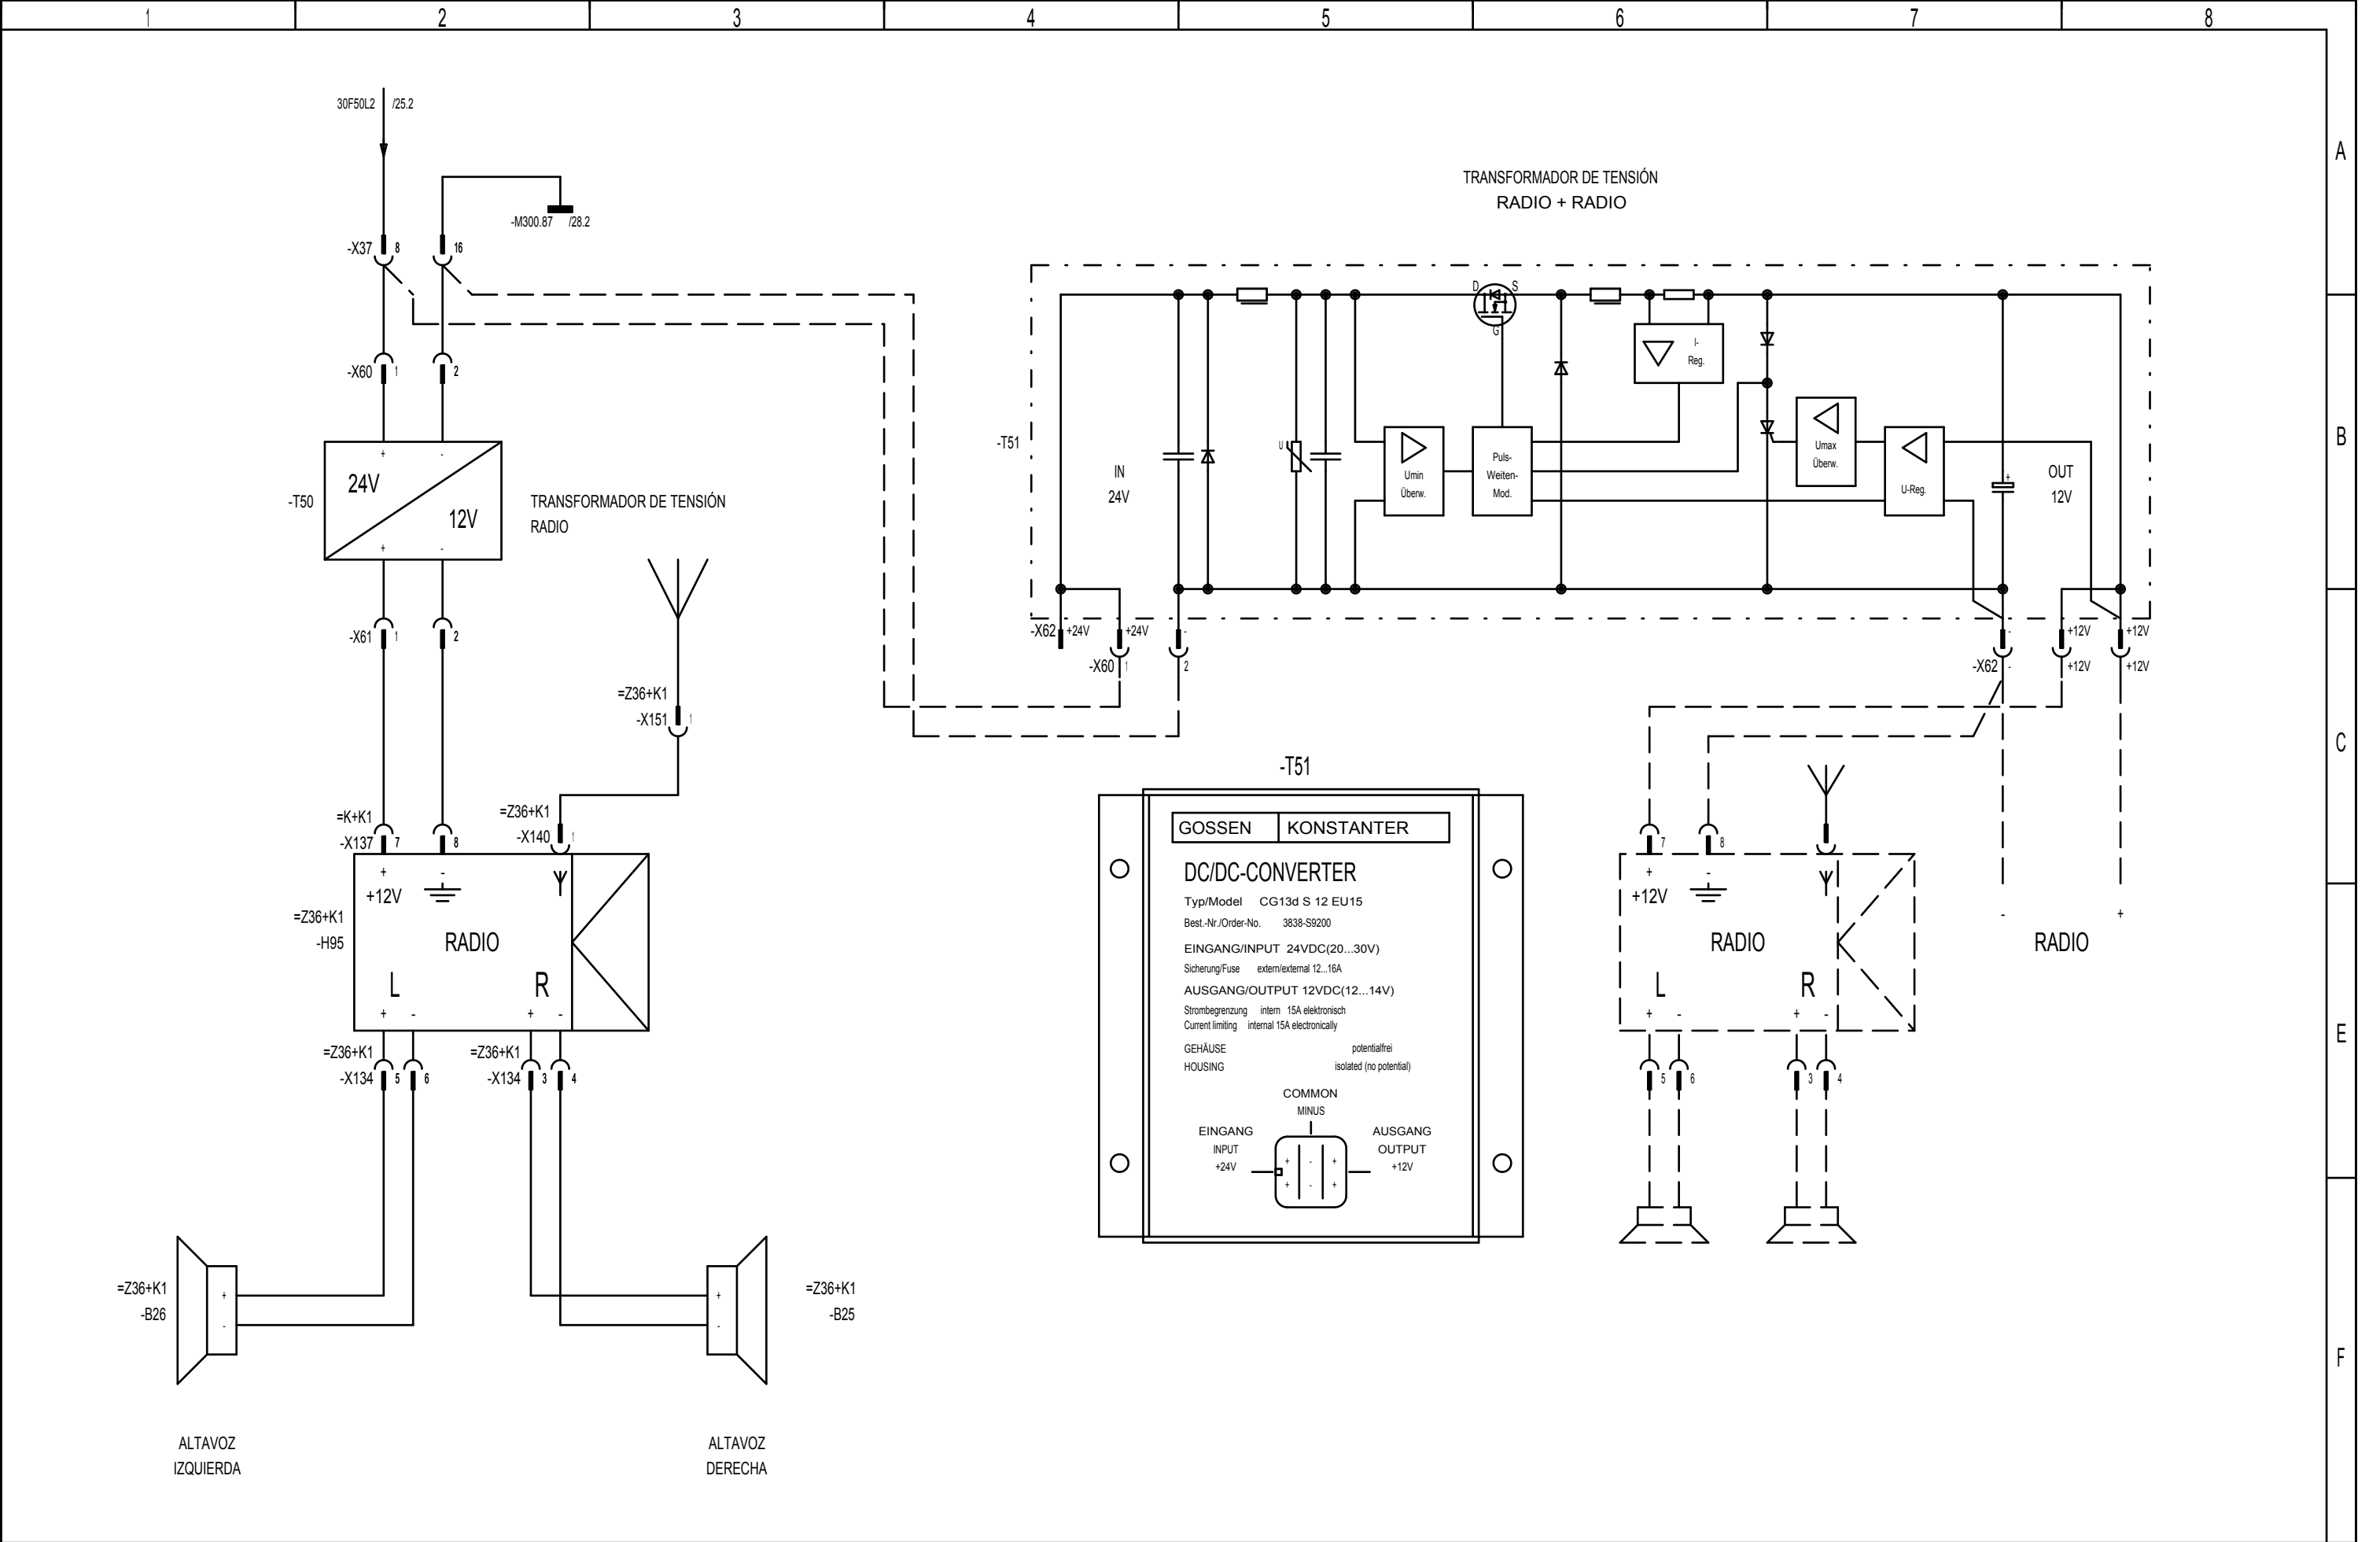 1 2 3 4 5 6 7 8
A
B
C
E
F
30F50L2 /25.2
-M300.87 /28.2
-X37 8 16
-X60 1 2
+ -
24V
12V
+ -
-T50
TRANSFORMADOR DE TENSIÓN
RADIO
-X61 1 2
=Z36+K1
-X151 1
=K+K1
-X137 7 8
=Z36+K1
-X140 1
+ -
+12V
=Z36+K1
-H95
RADIO
L R
+ - + -
=Z36+K1
-X134 5 6
=Z36+K1
-X134 3 4
=Z36+K1
-B26
+
-
+
-
=Z36+K1
-B25
ALTAVOZ
IZQUIERDA
ALTAVOZ
DERECHA
TRANSFORMADOR DE TENSIÓN
RADIO + RADIO
-T51
IN
24V
U
D S
G
I-
Reg.
Umin
Überw.
Puls-
Weiten-
Mod.
Umax
Überw.
U-Reg.
+
OUT
12V
-X62 +24V +24V -
-X60 1 2
- +12V +12V
-X62 - +12V +12V
-T51
GOSSEN KONSTANTER
DC/DC-CONVERTER
Typ/Model CG13d S 12 EU15
Best.-Nr./Order-No. 3838-S9200
EINGANG/INPUT 24VDC(20...30V)
Sicherung/Fuse extern/external 12...16A
AUSGANG/OUTPUT 12VDC(12...14V)
Strombegrenzung intern 15A elektronisch
Current limiting internal 15A electronically
GEHÄUSE potentialfrei
HOUSING isolated (no potential)
COMMON
MINUS
EINGANG
INPUT
+24V
+ - +
+ - +
AUSGANG
OUTPUT
+12V
7 8
+ -
+12V
RADIO
L R
+ - + -
5 6 3 4
- +
RADIO